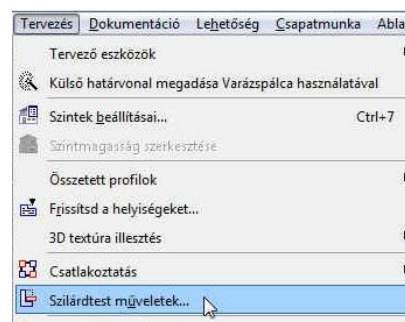 Tervezés Dokumentáció Lehetőség Csapatmunka Abla
Tervező eszközök
Külső határvonal megadása Varázspálca használatával
Szintek beállításai... Ctrl+7
Szintmagasság szerkesztése
Összetett profilok
Frissítsd a helyiségeket...
3D textúra illesztés
Csatlakoztatás
Szilárdtest műveletek...